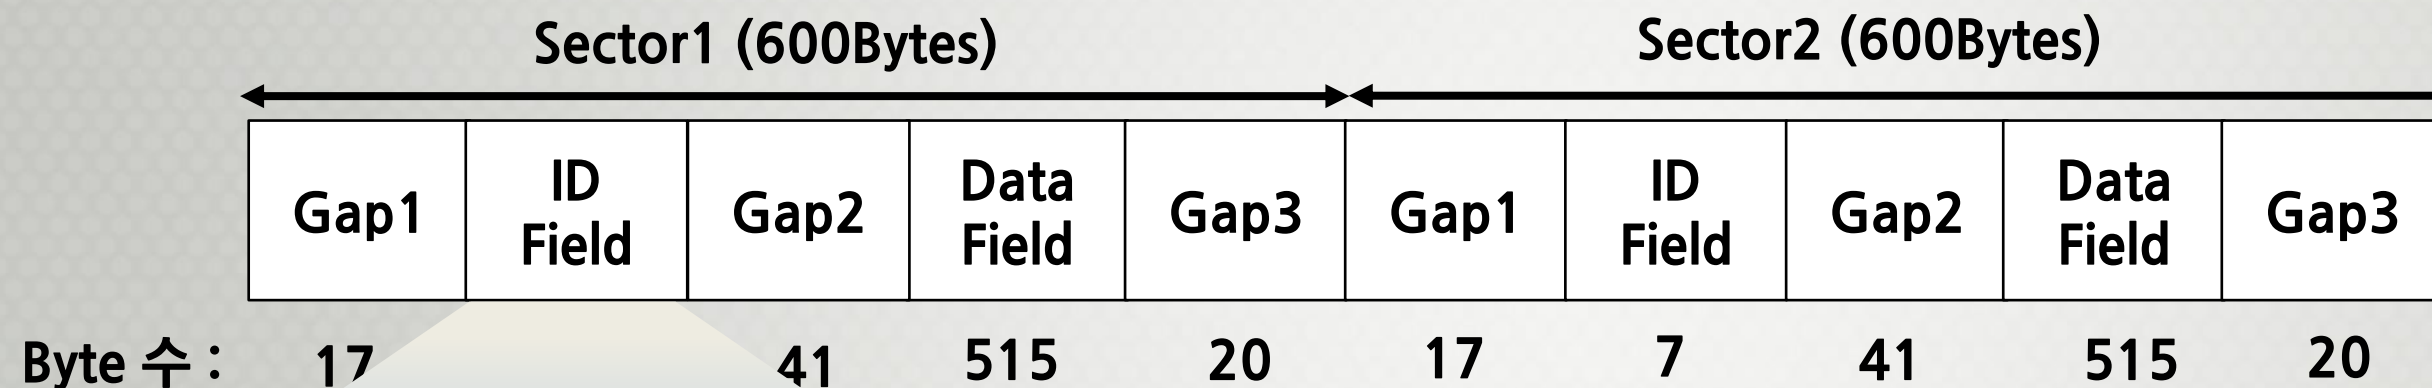 Sector1 (600Bytes) Sector2 (600Bytes)
Gap1 ID Field Gap2 Data Field Gap3 Gap1 ID Field Gap2 Data Field Gap3
Byte 수 : 17 41 515 20 17 7 41 515 20